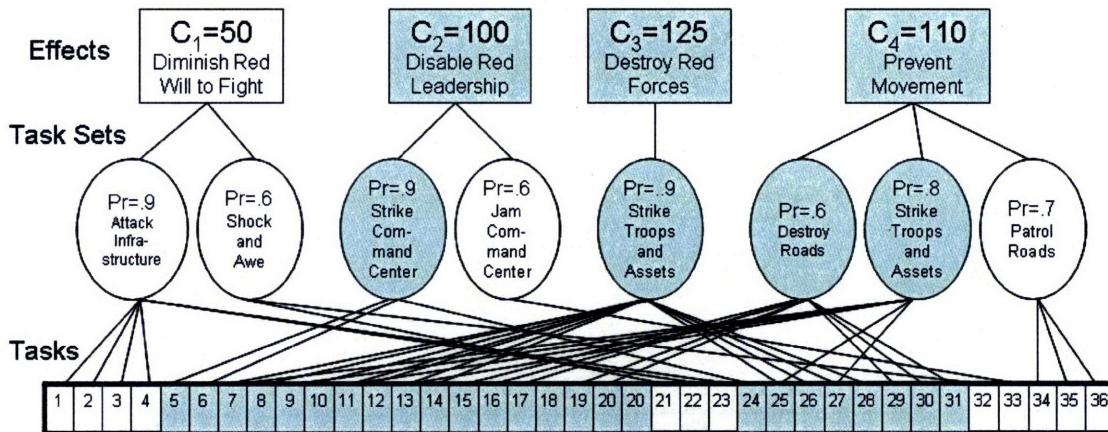 Effects
C1=50
Diminish Red
Will to Fight
C2=100
Disable Red
Leadership
C3=125
Destroy Red
Forces
C4=110
Prevent
Movement
Task Sets
Pr=.9
Attack
Infra-
structure
Pr=.6
Shock
and
Awe
Pr=.9
Strike
Com-
mand
Center
Pr=.6
Jam
Com-
mand
Center
Pr=.9
Strike
Troops
and
Assets
Pr=.6
Destroy
Roads
Pr=.8
Strike
Troops
and
Assets
Pr=.7
Patrol
Roads
Tasks
1 2 3 4 5 6 7 8 9 10 11 12 13 14 15 16 17 18 19 20 20 21 22 23 24 25 26 27 28 29 30 31 32 33 34 35 36